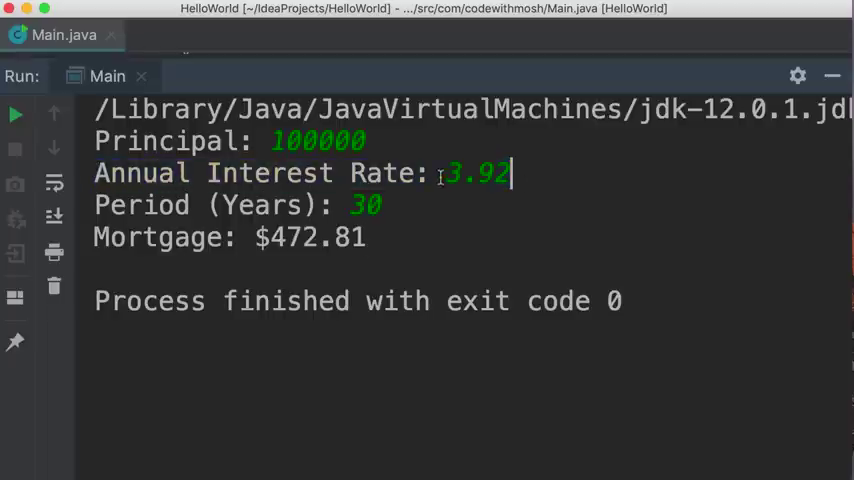 HelloWorld [~/IdeaProjects/HelloWorld] - .../src/com/codewithmosh/Main.java [HelloWorld]
Main.java
Run: Main
/Library/Java/JavaVirtualMachines/jdk-12.0.1.jd
Principal: 100000
Annual Interest Rate: 3.92
Period (Years): 30
Mortgage: $472.81
Process finished with exit code 0